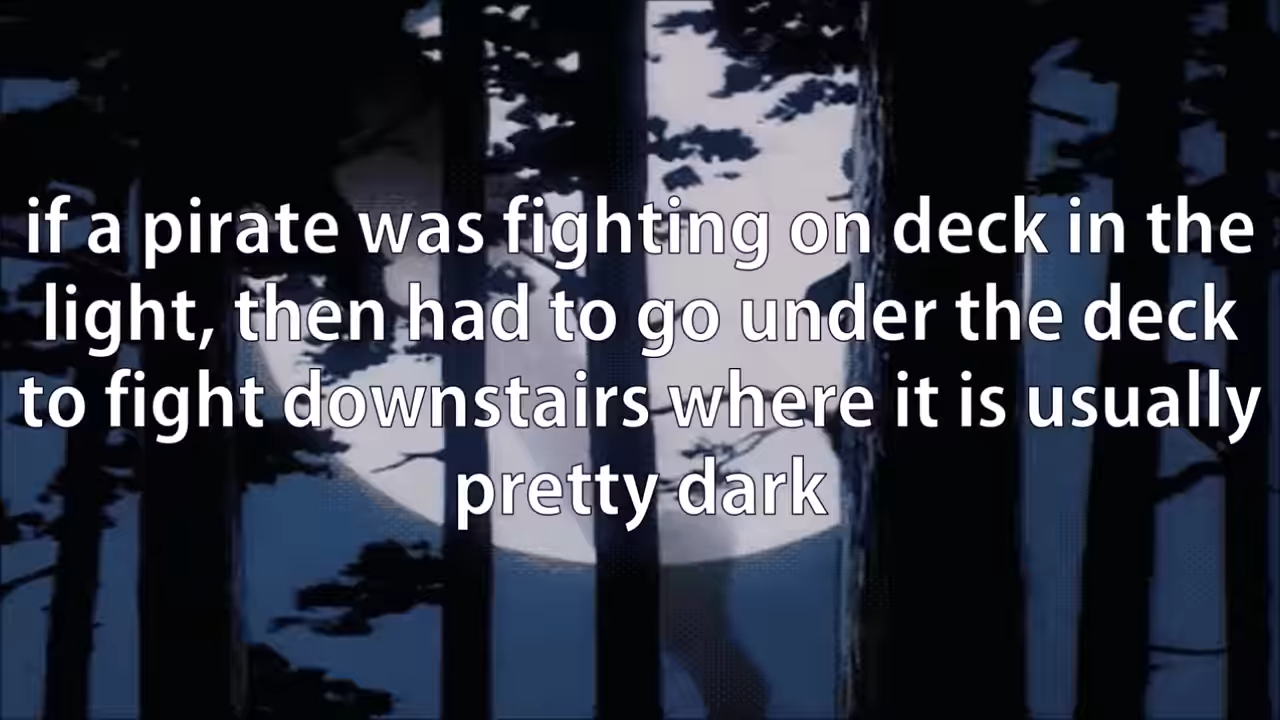 if a pirate was fighting on deck in the
light, then had to go under the deck
to fight downstairs where it is usually
pretty dark